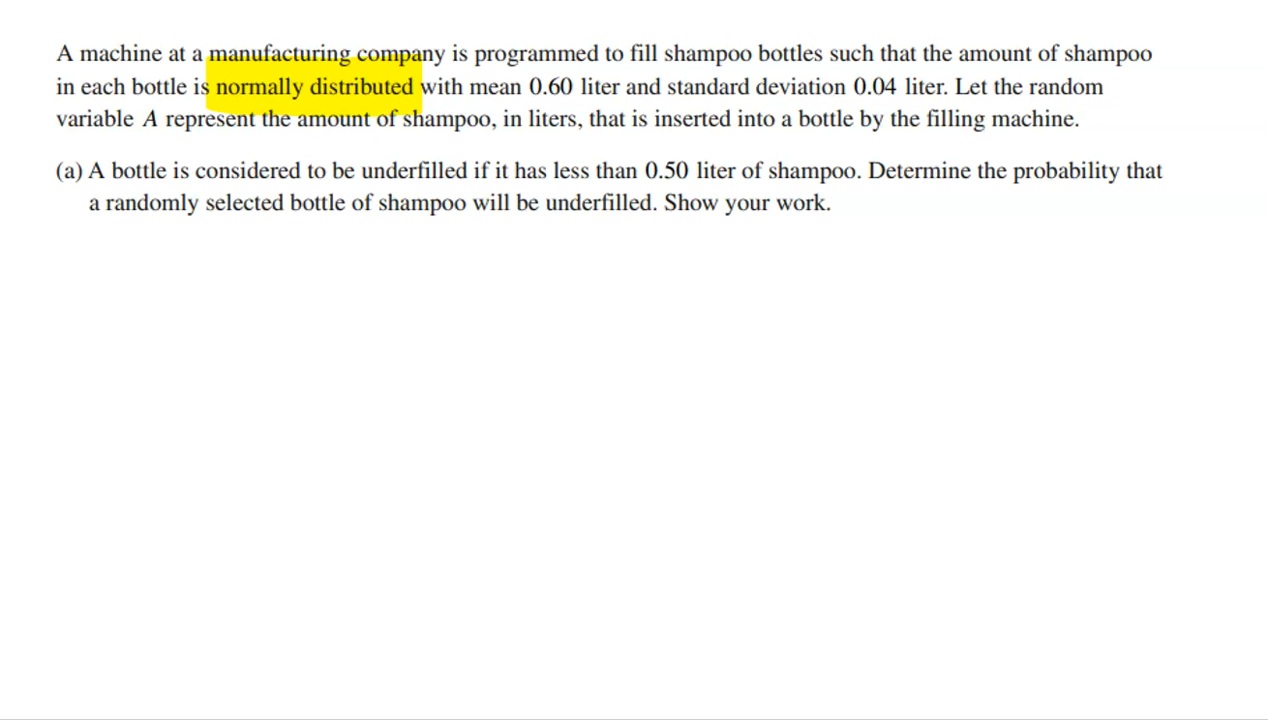 A machine at a manufacturing company is programmed to fill shampoo bottles such that the amount of shampoo
in each bottle is normally distributed with mean 0.60 liter and standard deviation 0.04 liter. Let the random
variable A represent the amount of shampoo, in liters, that is inserted into a bottle by the filling machine.
(a) A bottle is considered to be underfilled if it has less than 0.50 liter of shampoo. Determine the probability that
a randomly selected bottle of shampoo will be underfilled. Show your work.